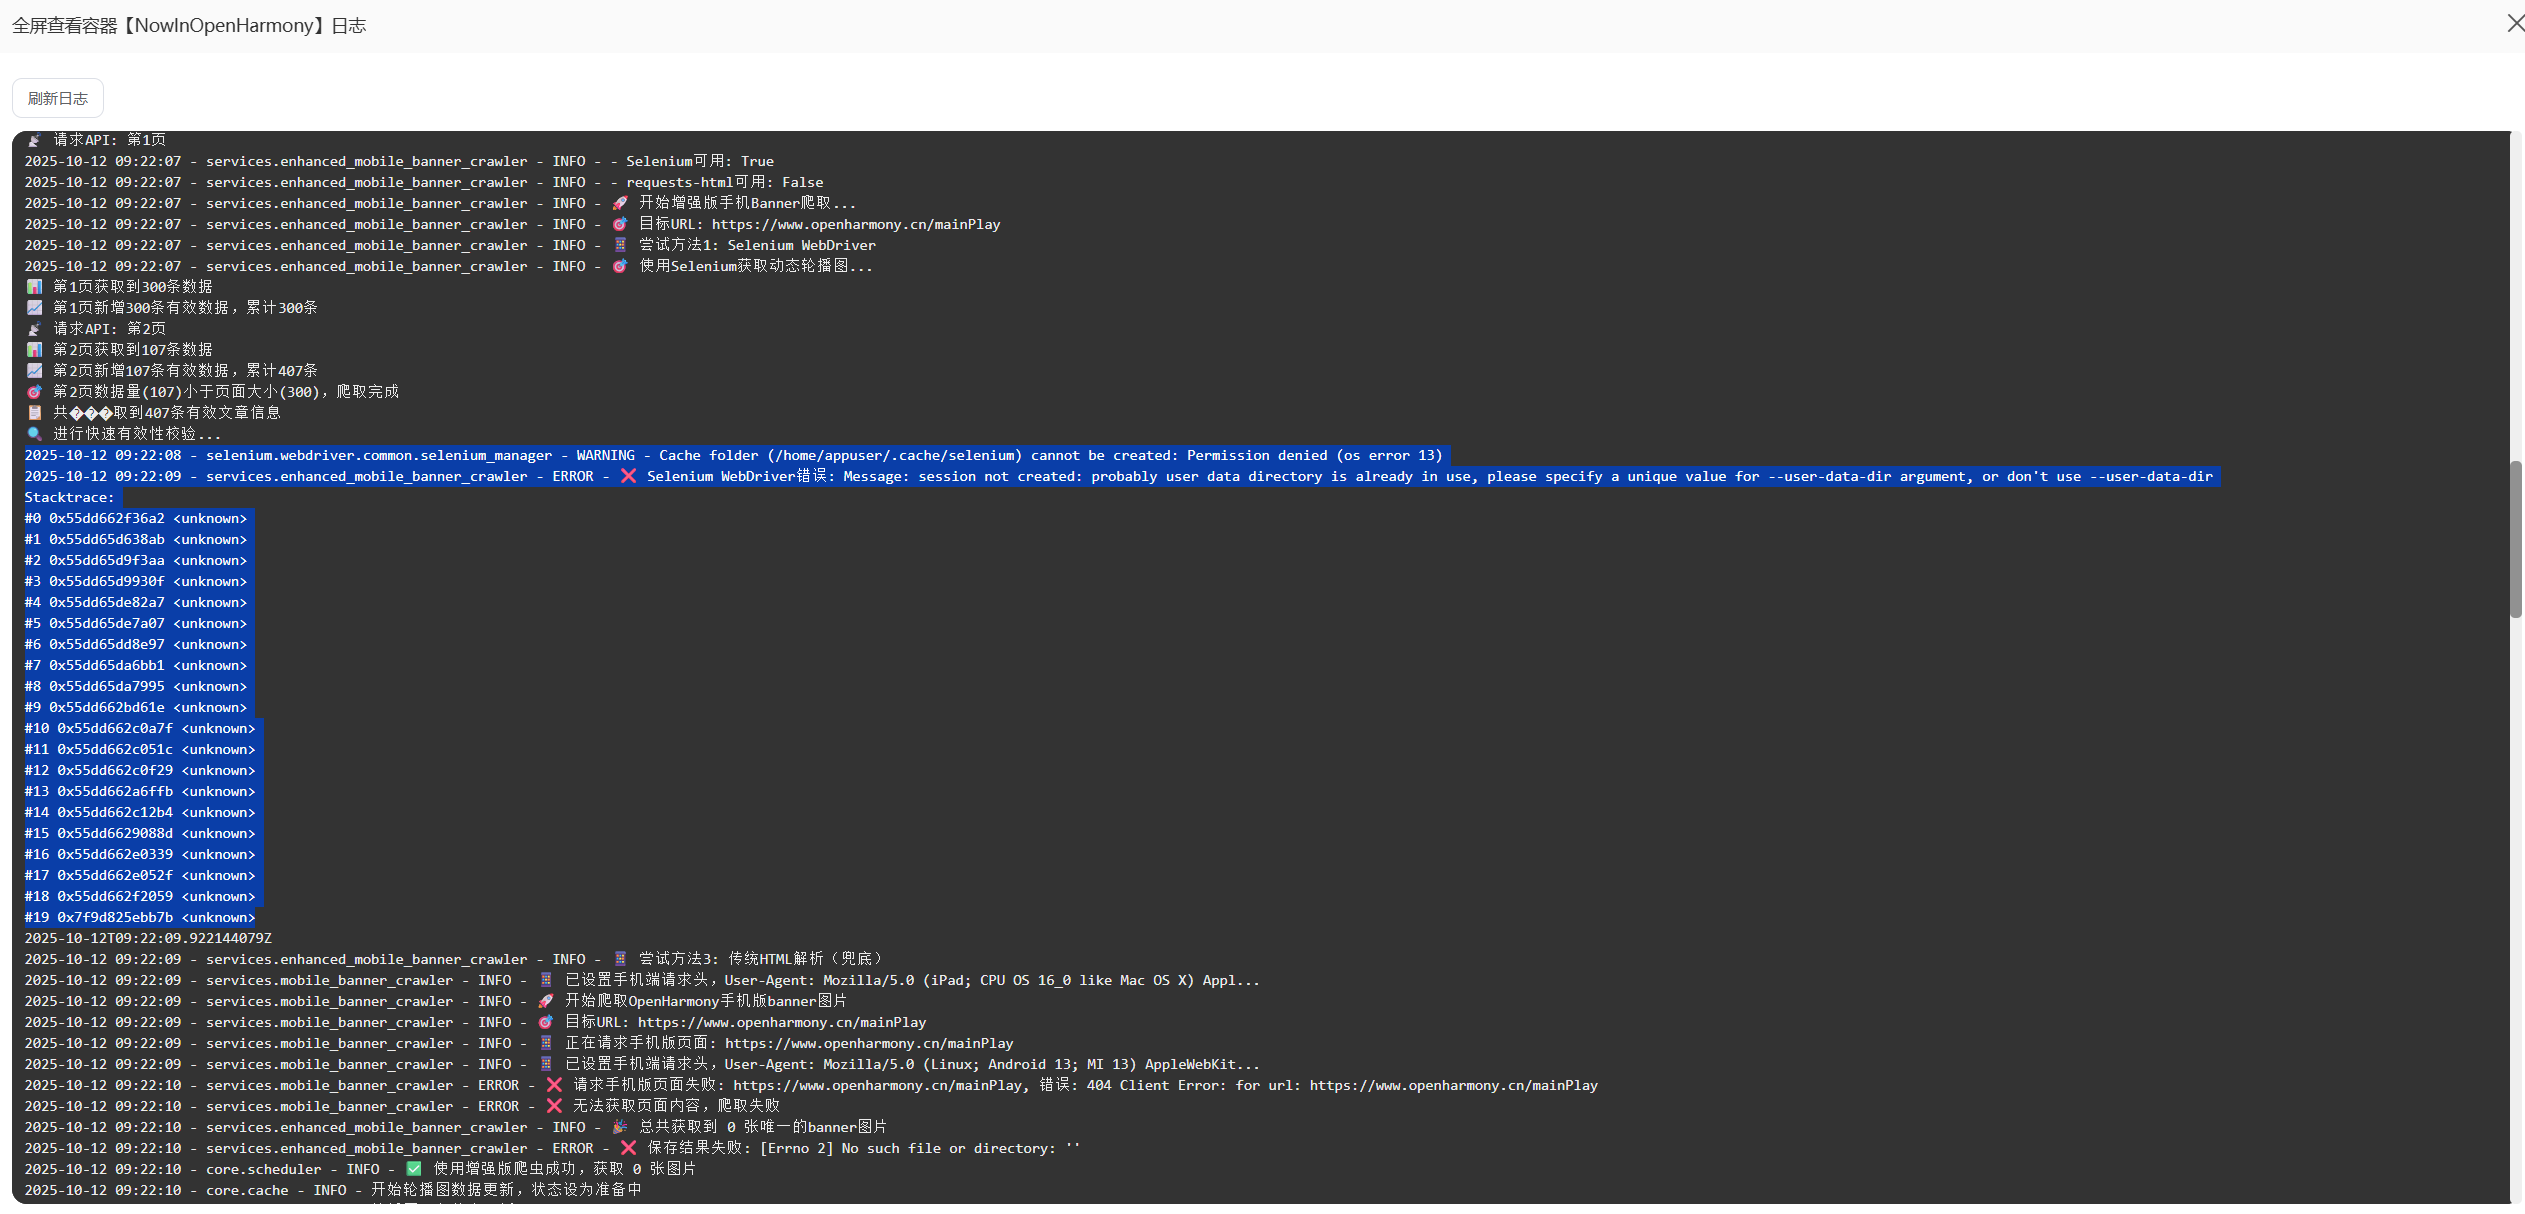 全屏查看容器【NowInOpenHarmony】日志
刷新日志
请求API: 第1页
2025-10-12 09:22:07 - services.enhanced_mobile_banner_crawler - INFO - - Selenium可用: True
2025-10-12 09:22:07 - services.enhanced_mobile_banner_crawler - INFO - - requests-html可用: False
2025-10-12 09:22:07 - services.enhanced_mobile_banner_crawler - INFO - 🚀 开始增强版手机Banner爬取...
2025-10-12 09:22:07 - services.enhanced_mobile_banner_crawler - INFO - 🎯 目标URL: https://www.openharmony.cn/mainPlay
2025-10-12 09:22:07 - services.enhanced_mobile_banner_crawler - INFO - 📱 尝试方法1: Selenium WebDriver
2025-10-12 09:22:07 - services.enhanced_mobile_banner_crawler - INFO - 🎯 使用Selenium获取动态轮播图...
📊 第1页获取到300条数据
📈 第1页新增300条有效数据，累计300条
📡 请求API: 第2页
📊 第2页获取到107条数据
📈 第2页新增107条有效数据，累计407条
🎯 第2页数据量(107)小于页面大小(300)，爬取完成
📋 共���取到407条有效文章信息
🔍 进行快速有效性校验...
2025-10-12 09:22:08 - selenium.webdriver.common.selenium_manager - WARNING - Cache folder (/home/appuser/.cache/selenium) cannot be created: Permission denied (os error 13)
2025-10-12 09:22:09 - services.enhanced_mobile_banner_crawler - ERROR - ❌ Selenium WebDriver错误: Message: session not created: probably user data directory is already in use, please specify a unique value for --user-data-dir argument, or don't use --user-data-dir
Stacktrace:
#0 0x55dd662f36a2 <unknown>
#1 0x55dd65d638ab <unknown>
#2 0x55dd65d9f3aa <unknown>
#3 0x55dd65d9930f <unknown>
#4 0x55dd65de82a7 <unknown>
#5 0x55dd65de7a07 <unknown>
#6 0x55dd65dd8e97 <unknown>
#7 0x55dd65da6bb1 <unknown>
#8 0x55dd65da7995 <unknown>
#9 0x55dd662bd61e <unknown>
#10 0x55dd662c0a7f <unknown>
#11 0x55dd662c051c <unknown>
#12 0x55dd662c0f29 <unknown>
#13 0x55dd662a6ffb <unknown>
#14 0x55dd662c12b4 <unknown>
#15 0x55dd6629088d <unknown>
#16 0x55dd662e0339 <unknown>
#17 0x55dd662e052f <unknown>
#18 0x55dd662f2059 <unknown>
#19 0x7f9d825ebb7b <unknown>
2025-10-12T09:22:09.922144079Z
2025-10-12 09:22:09 - services.enhanced_mobile_banner_crawler - INFO - 📱 尝试方法3: 传统HTML解析（兜底）
2025-10-12 09:22:09 - services.mobile_banner_crawler - INFO - 📱 已设置手机端请求头，User-Agent: Mozilla/5.0 (iPad; CPU OS 16_0 like Mac OS X) Appl...
2025-10-12 09:22:09 - services.mobile_banner_crawler - INFO - 🚀 开始爬取OpenHarmony手机版banner图片
2025-10-12 09:22:09 - services.mobile_banner_crawler - INFO - 🎯 目标URL: https://www.openharmony.cn/mainPlay
2025-10-12 09:22:09 - services.mobile_banner_crawler - INFO - 📱 正在请求手机版页面: https://www.openharmony.cn/mainPlay
2025-10-12 09:22:09 - services.mobile_banner_crawler - INFO - 📱 已设置手机端请求头，User-Agent: Mozilla/5.0 (Linux; Android 13; MI 13) AppleWebKit...
2025-10-12 09:22:10 - services.mobile_banner_crawler - ERROR - ❌ 请求手机版页面失败: https://www.openharmony.cn/mainPlay, 错误: 404 Client Error: for url: https://www.openharmony.cn/mainPlay
2025-10-12 09:22:10 - services.mobile_banner_crawler - ERROR - ❌ 无法获取页面内容，爬取失败
2025-10-12 09:22:10 - services.enhanced_mobile_banner_crawler - INFO - 🎉 总共获取到 0 张唯一的banner图片
2025-10-12 09:22:10 - services.enhanced_mobile_banner_crawler - ERROR - ❌ 保存结果失败: [Errno 2] No such file or directory: ''
2025-10-12 09:22:10 - core.scheduler - INFO - ✅ 使用增强版爬虫成功，获取 0 张图片
2025-10-12 09:22:10 - core.cache - INFO - 开始轮播图数据更新，状态设为准备中